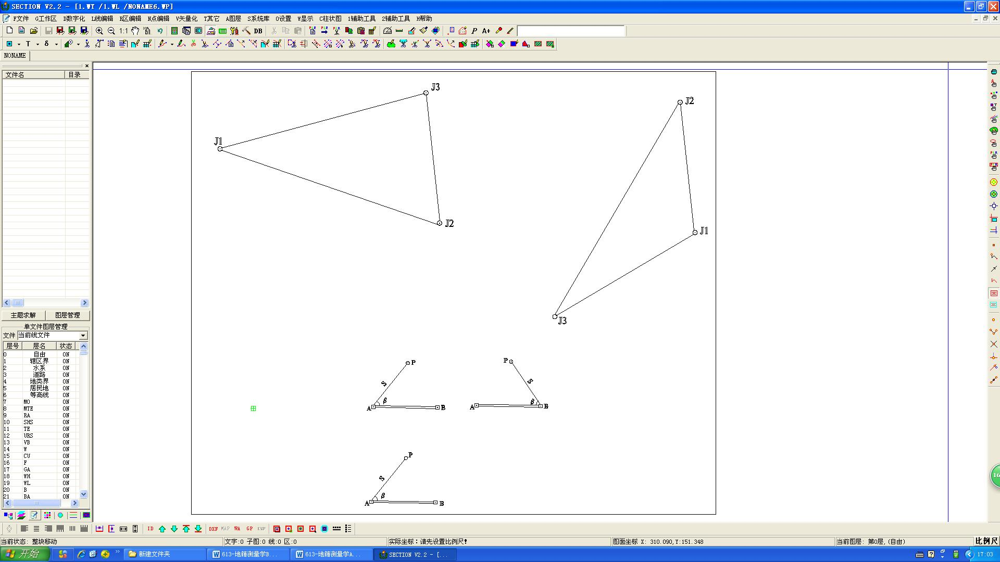 SECTION V2.2 - [1.WT /1.WL /NONAME6.WP]
F文件 G工作区 D数字化 L线编辑 R区编辑 N点编辑 V矢量化 T其它 A图层 S系统库 O设置 W显示 C柱状图 1辅助工具 2辅助工具 H帮助
1:1 DB PLR PLR PLR P A+
T δ
NONAME
文件名 目录
J3
J2
J1
J2
J1
J3
P
S
β
A B
P
S
β
A B
P
S
β
A B
主题求解 图层管理
单文件图层管理
文件 当前线文件
层号 层名 状态
0 自由 ON
1 辖区界 ON
2 水系 ON
3 道路 ON
4 地类界 ON
5 居民地 ON
6 等高线 ON
7 MO ON
8 MTE ON
9 RA ON
10 SHS ON
11 TE ON
12 URS ON
13 VB ON
14 W ON
15 CU ON
16 F ON
17 GA ON
18 WH ON
19 WL ON
20 B ON
21 BA ON
16
ID DXF MAP WA GP
当前状态: 整块移动 文字:0 子图:0 线:0 区:0 实际坐标:请先设置比例尺! 图面坐标 X: 310.090,Y:151.348 当前图层: 第0层,(自由) 比例尺
开始 新建文件夹 613-地籍测量学B... 613-地籍测量学A... SECTION V2.2 - [... 17:03